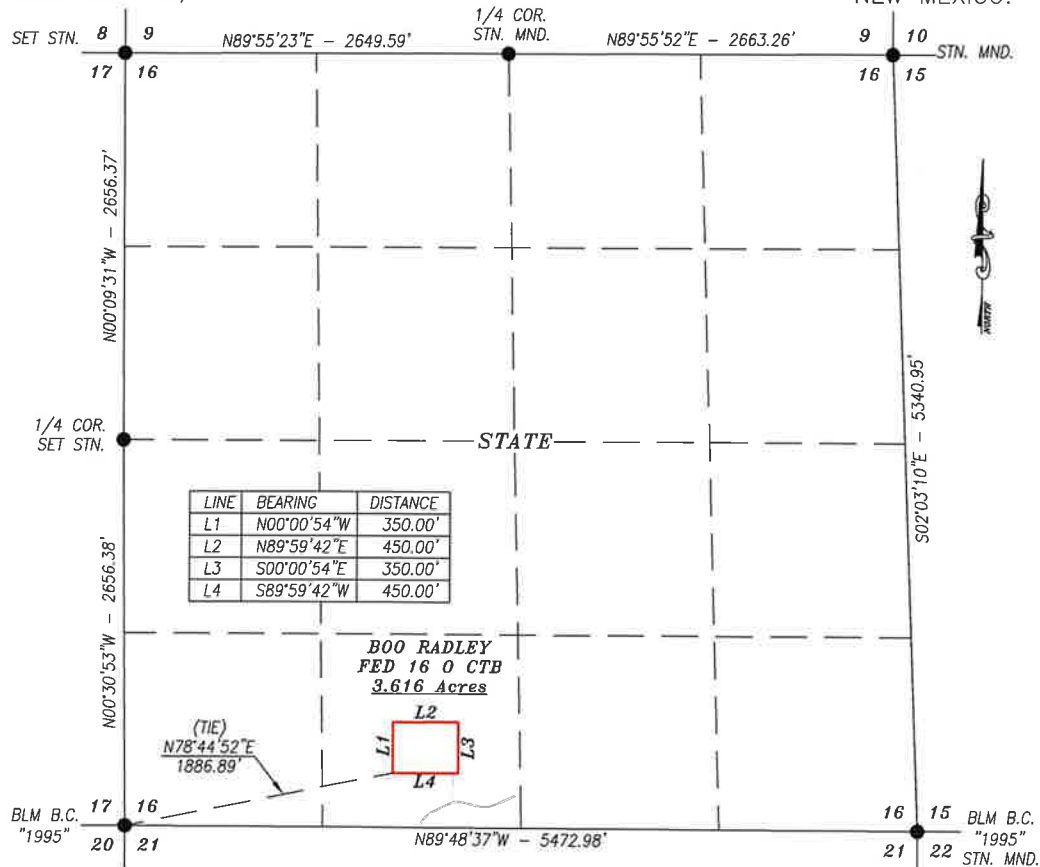 NEW MEXICO.
1/4 COR.
STN. MND.
SET STN.
8 9
N89°55'23"E - 2649.59'
N89°55'52"E - 2663.26'
9 10
STN. MND.
17 16
16 15
N00°09'31"W - 2656.37'
NORTH
S02°03'10"E - 5340.95'
1/4 COR.
SET STN.
STATE
LINE BEARING DISTANCE
L1 N00°00'54"W 350.00'
L2 N89°59'42"E 450.00'
L3 S00°00'54"E 350.00'
L4 S89°59'42"W 450.00'
N00°30'53"W - 2656.38'
BOO RADLEY
FED 16 O CTB
3.616 Acres
L2
L1
L3
L4
(TIE)
N78°44'52"E
1886.89'
BLM B.C.
"1995"
17 16
20 21
N89°48'37"W - 5472.98'
16 15
21 22
BLM B.C.
"1995"
STN. MND.